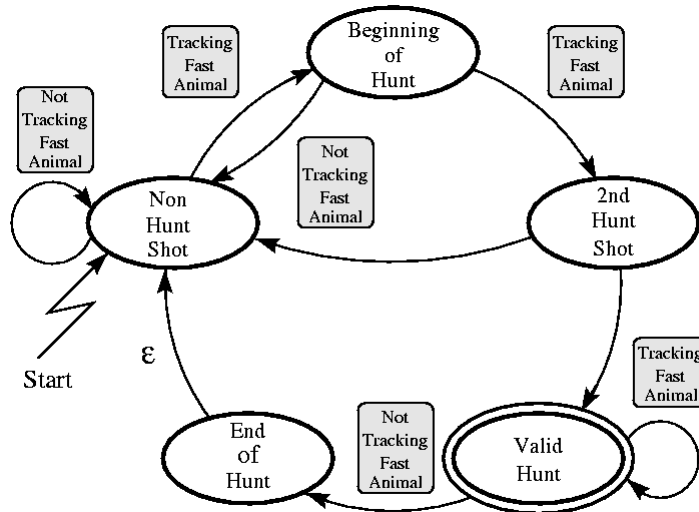 Tracking
Fast
Animal
Beginning
of
Hunt
Tracking
Fast
Animal
Not
Tracking
Fast
Animal
Not
Tracking
Fast
Animal
Non
Hunt
Shot
2nd
Hunt
Shot
Start
ε
Tracking
Fast
Animal
End
of
Hunt
Not
Tracking
Fast
Animal
Valid
Hunt